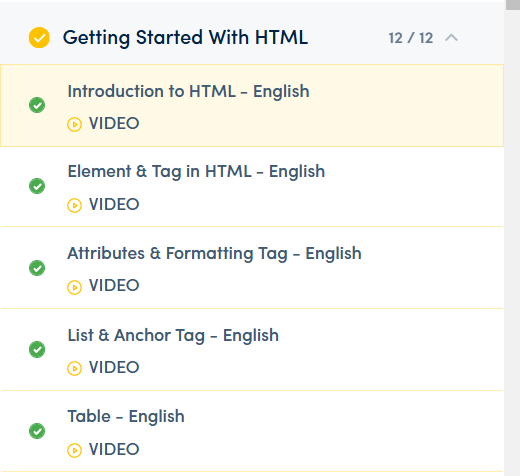 Getting Started With HTML 12 / 12
Introduction to HTML - English
VIDEO
Element & Tag in HTML - English
VIDEO
Attributes & Formatting Tag - English
VIDEO
List & Anchor Tag - English
VIDEO
Table - English
VIDEO